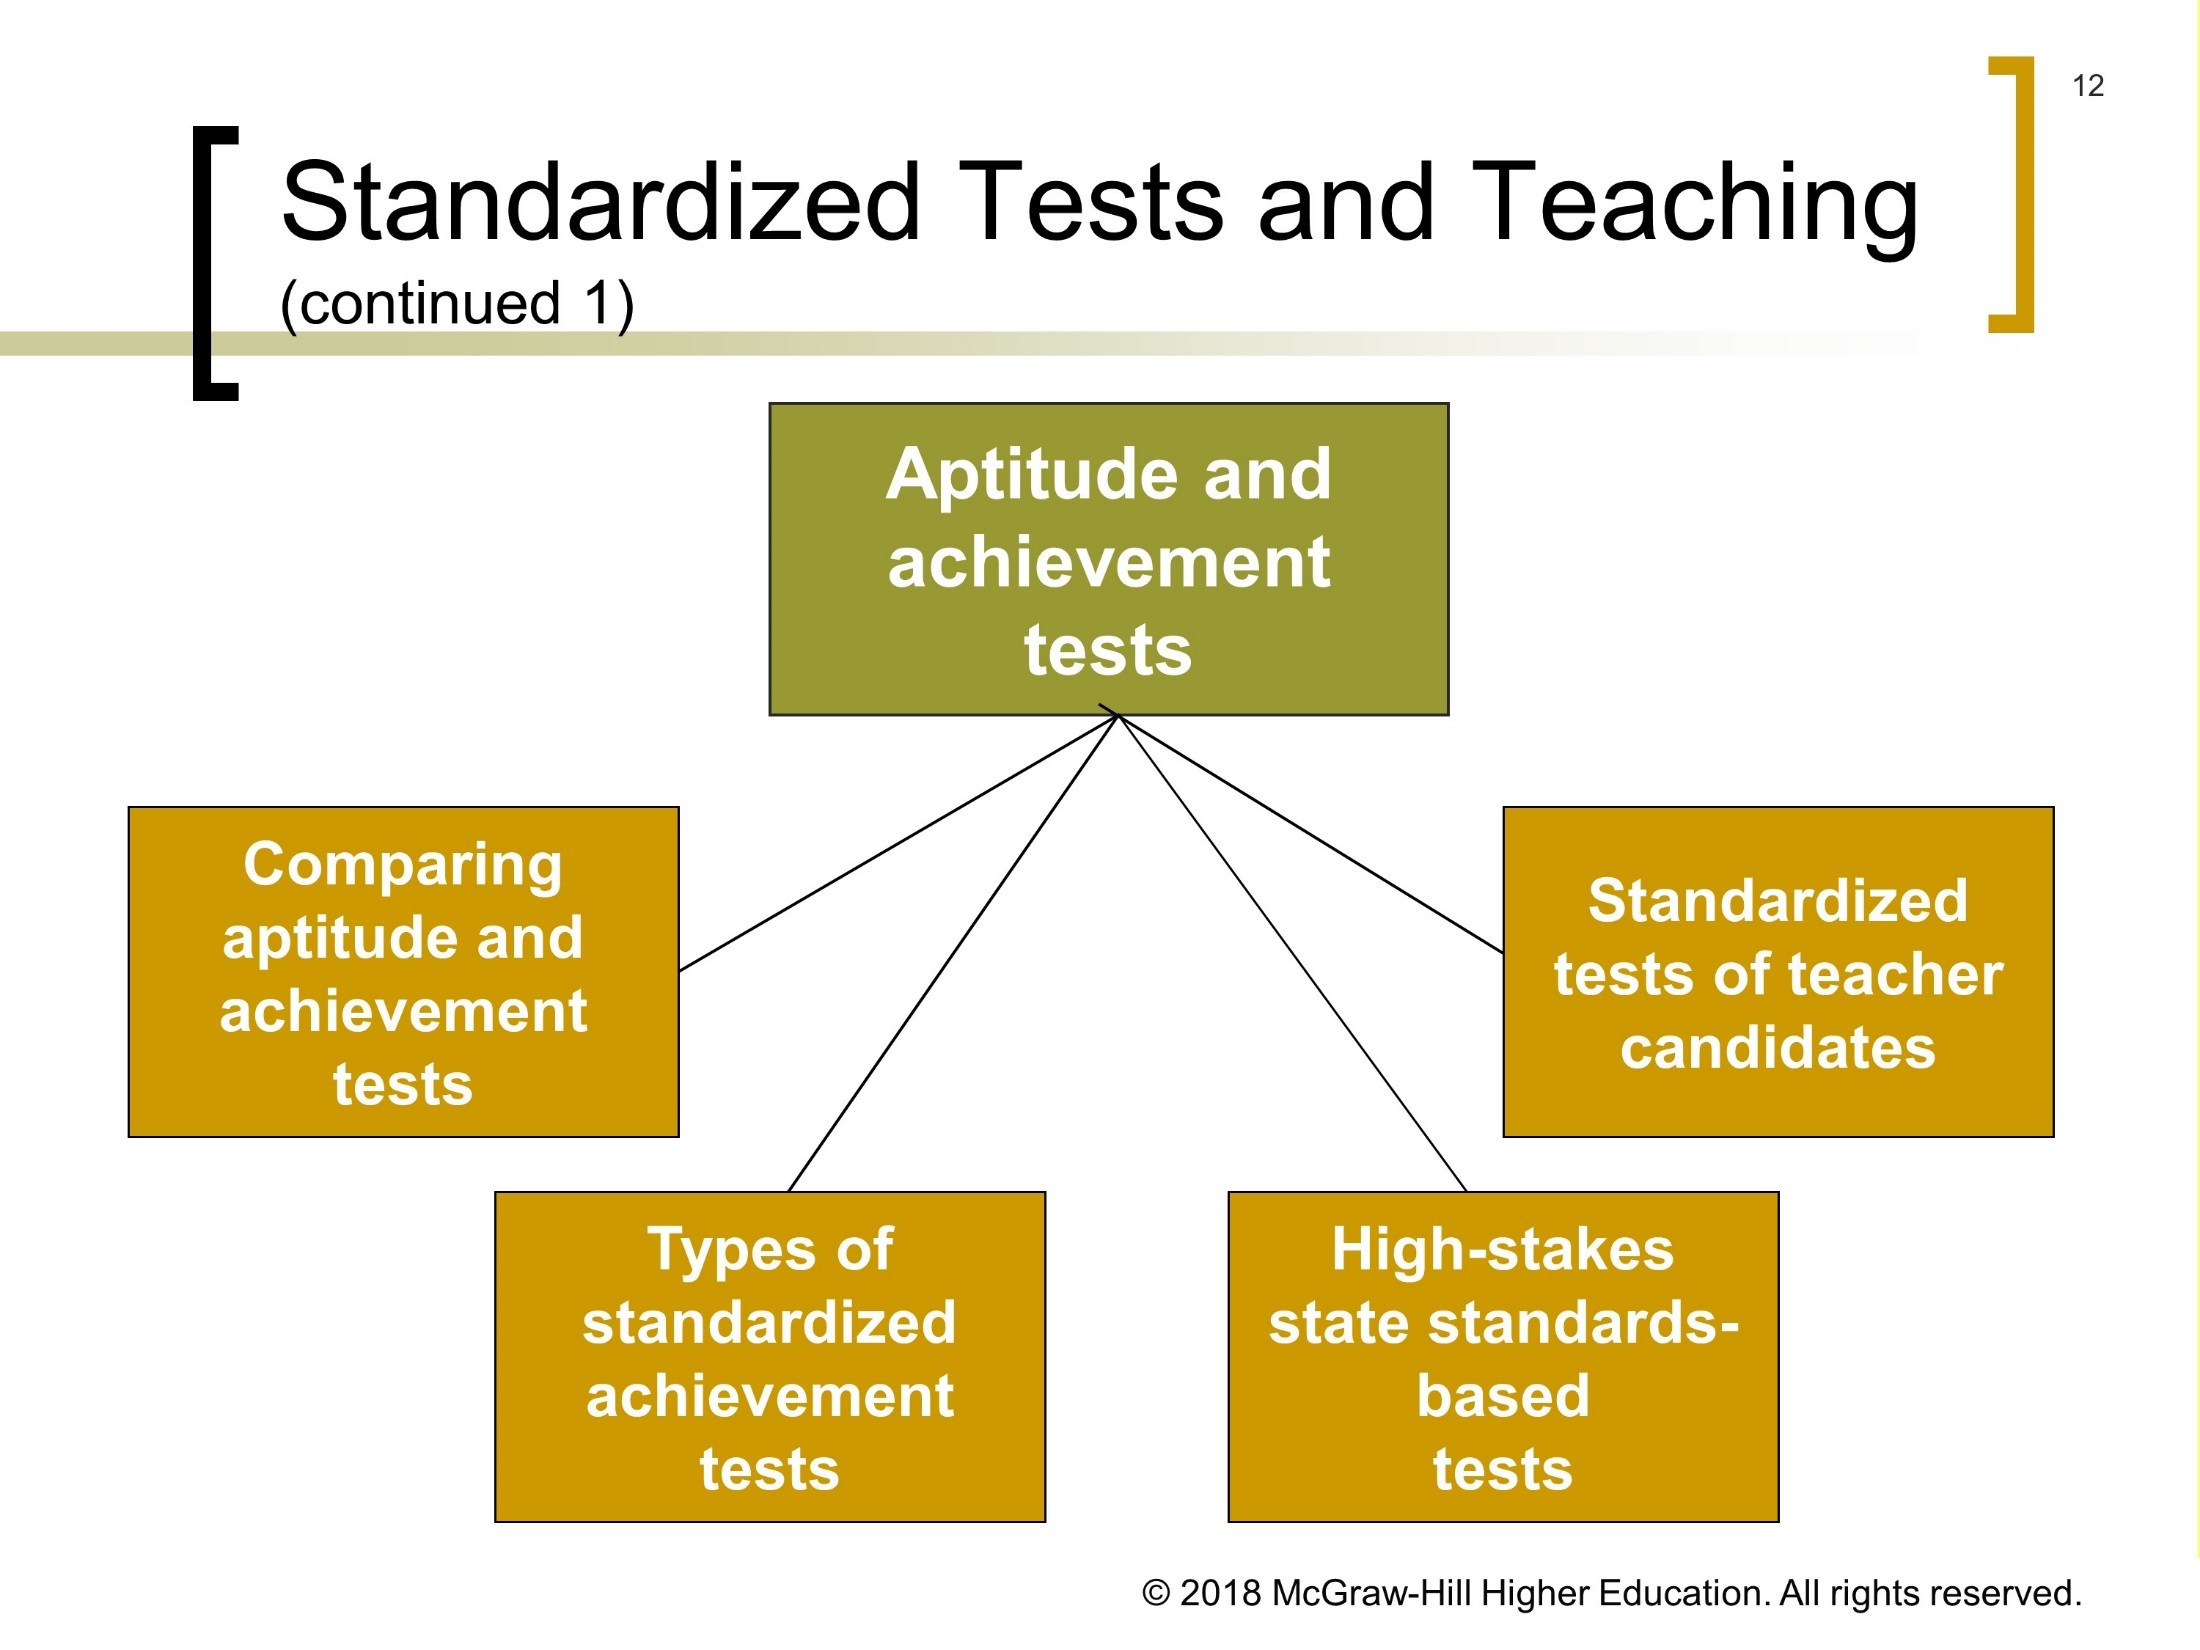 12
Standardized Tests and Teaching
(continued 1)
Aptitude and
achievement
tests
Comparing
aptitude and
achievement
tests
Standardized
tests of teacher
candidates
Types of
standardized
achievement
tests
High-stakes
state standards-
based
tests
© 2018 McGraw-Hill Higher Education. All rights reserved.